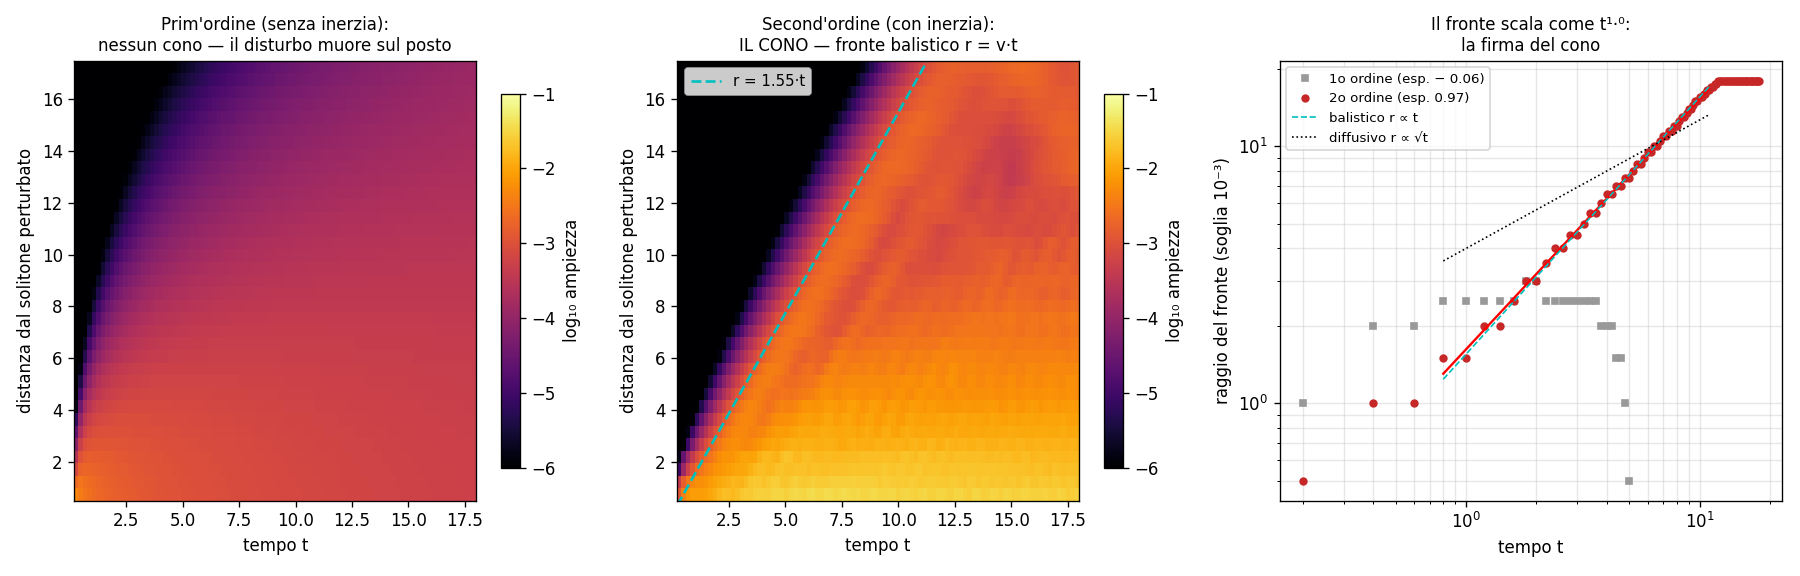 Prim'ordine (senza inerzia):
nessun cono — il disturbo muore sul posto
distanza dal solitone perturbato
16
14
12
10
8
6
4
2
2.5 5.0 7.5 10.0 12.5 15.0 17.5
tempo t
−1
−2
−3
−4
−5
−6
log₁₀ ampiezza
Second'ordine (con inerzia):
IL CONO — fronte balistico r = v·t
r = 1.55·t
distanza dal solitone perturbato
16
14
12
10
8
6
4
2
2.5 5.0 7.5 10.0 12.5 15.0 17.5
tempo t
−1
−2
−3
−4
−5
−6
log₁₀ ampiezza
Il fronte scala come t¹·⁰:
la firma del cono
1o ordine (esp. − 0.06)
2o ordine (esp. 0.97)
balistico r ∝ t
diffusivo r ∝ √t
raggio del fronte (soglia 10⁻³)
10¹
10⁰
10⁰ 10¹
tempo t